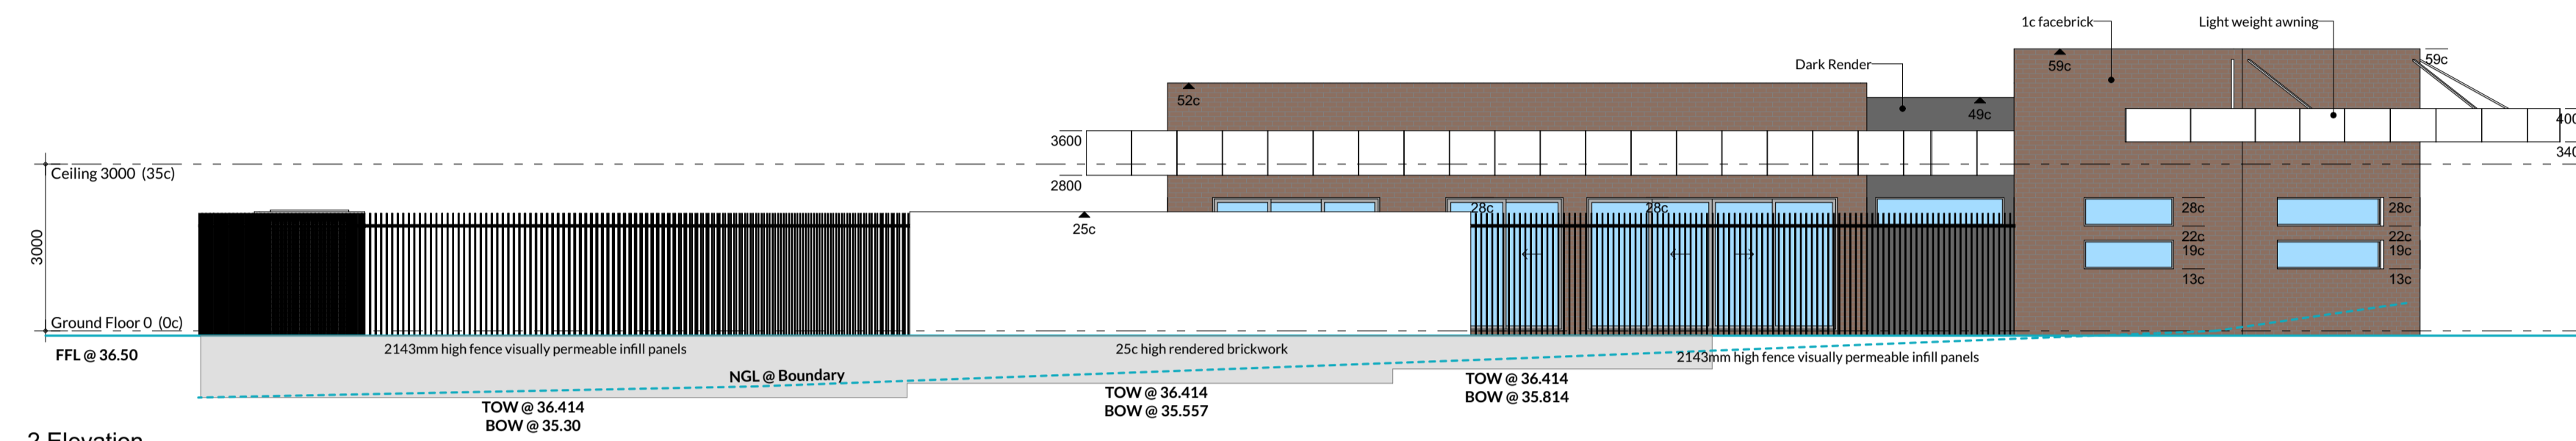 1c facebrick
Light weight awning
Dark Render
59c
59c
52c
49c
3600
400
Ceiling 3000 (35c)
340
2800
28c
28c
28c
28c
25c
22c
22c
3000
19c
19c
13c
13c
Ground Floor 0 (0c)
FFL @ 36.50
2143mm high fence visually permeable infill panels
25c high rendered brickwork
2143mm high fence visually permeable infill panels
NGL @ Boundary
TOW @ 36.414
BOW @ 35.30
TOW @ 36.414
BOW @ 35.557
TOW @ 36.414
BOW @ 35.814
2 Elevation